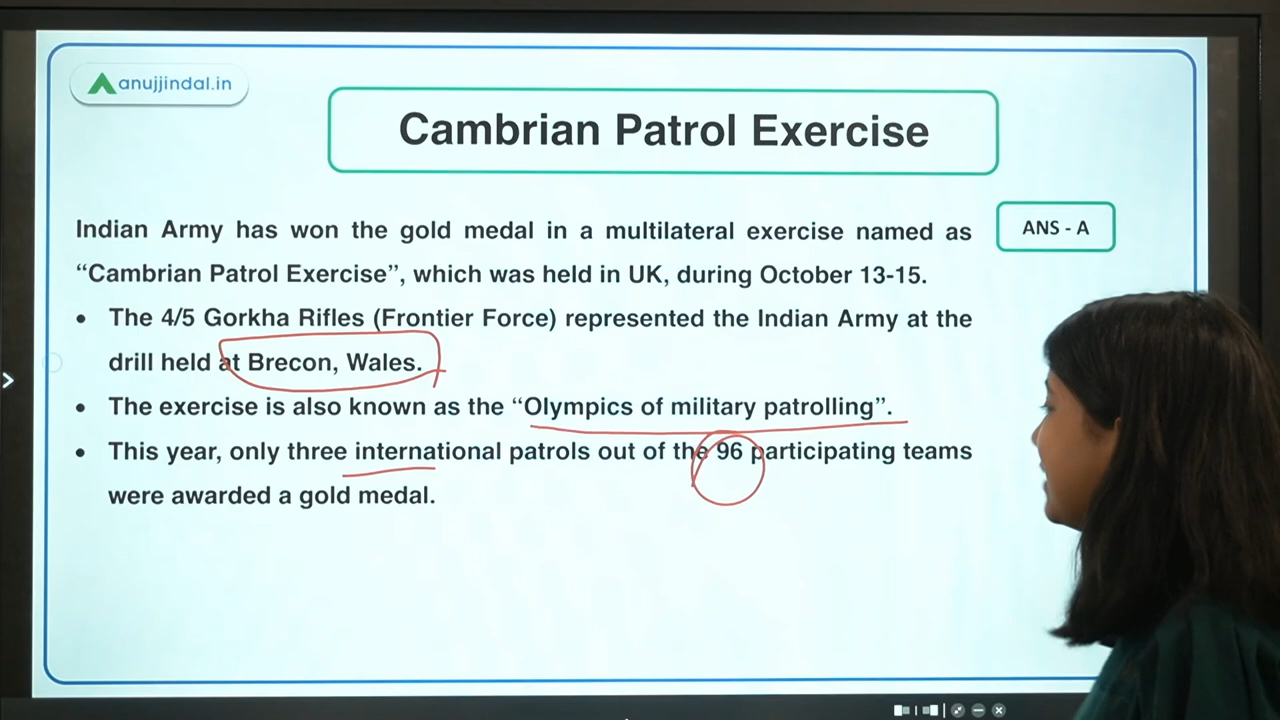 anujjindal.in
Cambrian Patrol Exercise
Indian Army has won the gold medal in a multilateral exercise named as
“Cambrian Patrol Exercise”, which was held in UK, during October 13-15.
ANS - A
• The 4/5 Gorkha Rifles (Frontier Force) represented the Indian Army at the
drill held at Brecon, Wales.
• The exercise is also known as the “Olympics of military patrolling”.
• This year, only three international patrols out of the 96 participating teams
were awarded a gold medal.